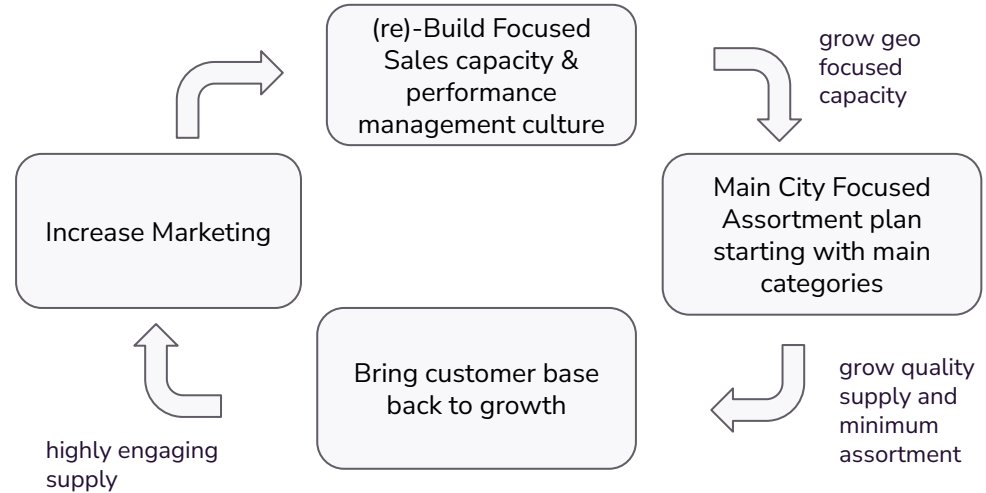 (re)-Build Focused
Sales capacity &
performance
management culture
grow geo
focused
capacity
Main City Focused
Assortment plan
starting with main
categories
Increase Marketing
Bring customer base
back to growth
grow quality
supply and
minimum
assortment
highly engaging
supply